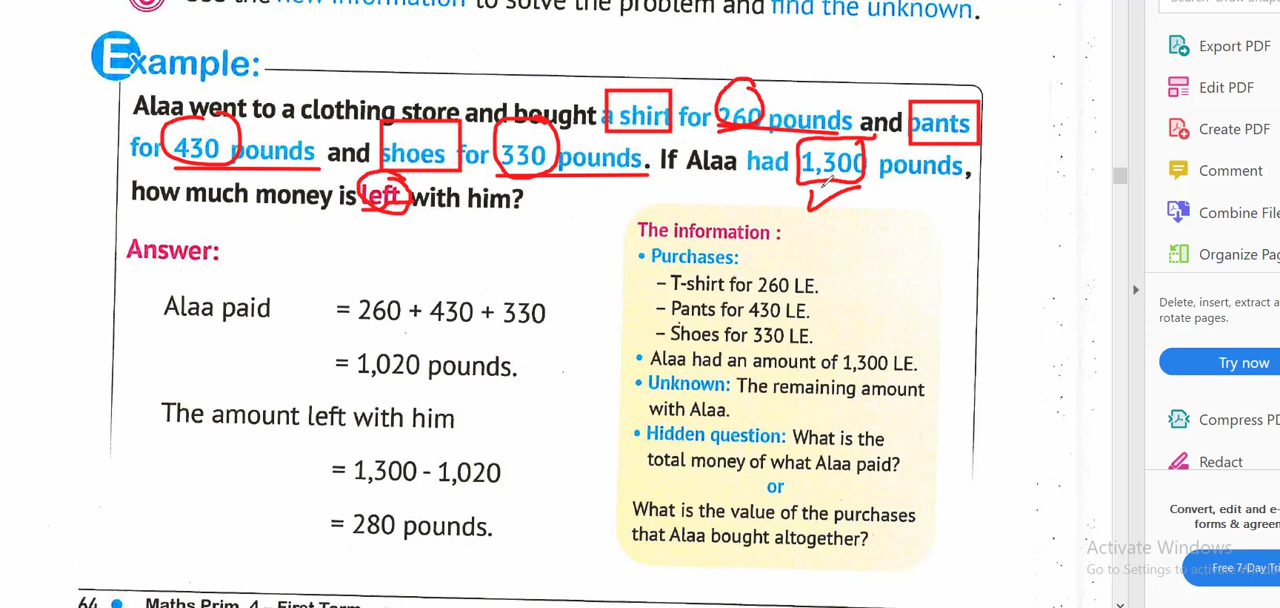 new information to solve the problem and find the unknown.
Example:
Alaa went to a clothing store and bought a shirt for 260 pounds and pants
for 430 pounds and shoes for 330 pounds. If Alaa had 1,300 pounds,
how much money is left with him?
Answer:
Alaa paid = 260 + 430 + 330
= 1,020 pounds.
The amount left with him
= 1,300 - 1,020
= 280 pounds.
The information :
• Purchases:
– T-shirt for 260 LE.
– Pants for 430 LE.
– Shoes for 330 LE.
• Alaa had an amount of 1,300 LE.
• Unknown: The remaining amount
with Alaa.
• Hidden question: What is the
total money of what Alaa paid?
or
What is the value of the purchases
that Alaa bought altogether?
64 • Maths Prim. 4 – First Term
Export PDF
Edit PDF
Create PDF
Comment
Combine File
Organize Pag
Delete, insert, extract a
rotate pages.
Try now
Compress PD
Redact
Convert, edit and e-
forms & agreem
Activate Windows
Go to Settings to activate
Free 7-Day Tri